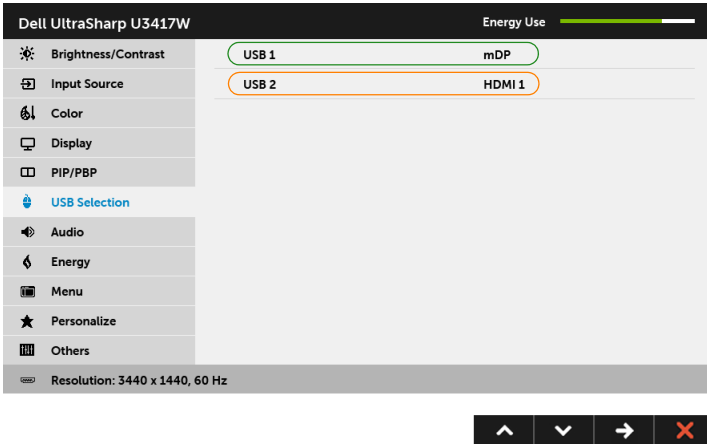 Dell UltraSharp U3417W
Energy Use
Brightness/Contrast
USB 1 mDP
Input Source
USB 2 HDMI 1
Color
Display
PIP/PBP
USB Selection
Audio
Energy
Menu
Personalize
Others
Resolution: 3440 x 1440, 60 Hz